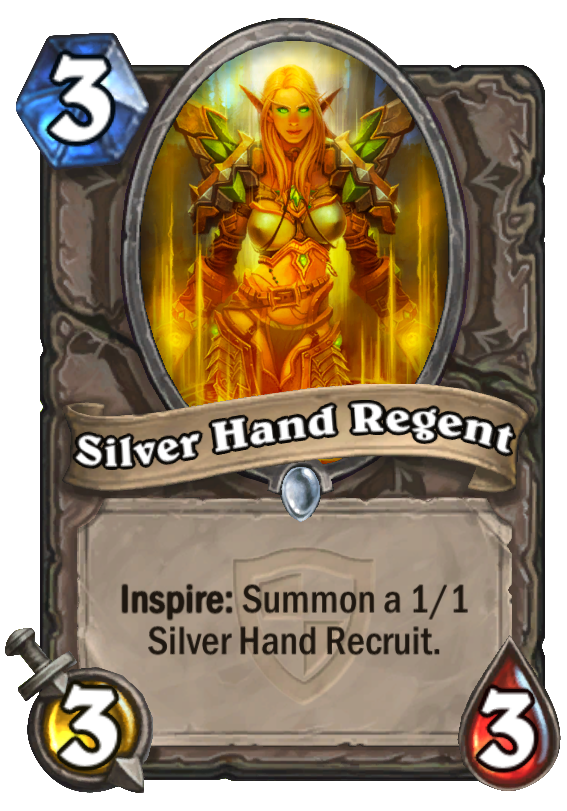 3
Silver Hand Regent
Inspire: Summon a 1/1
Silver Hand Recruit.
3
3